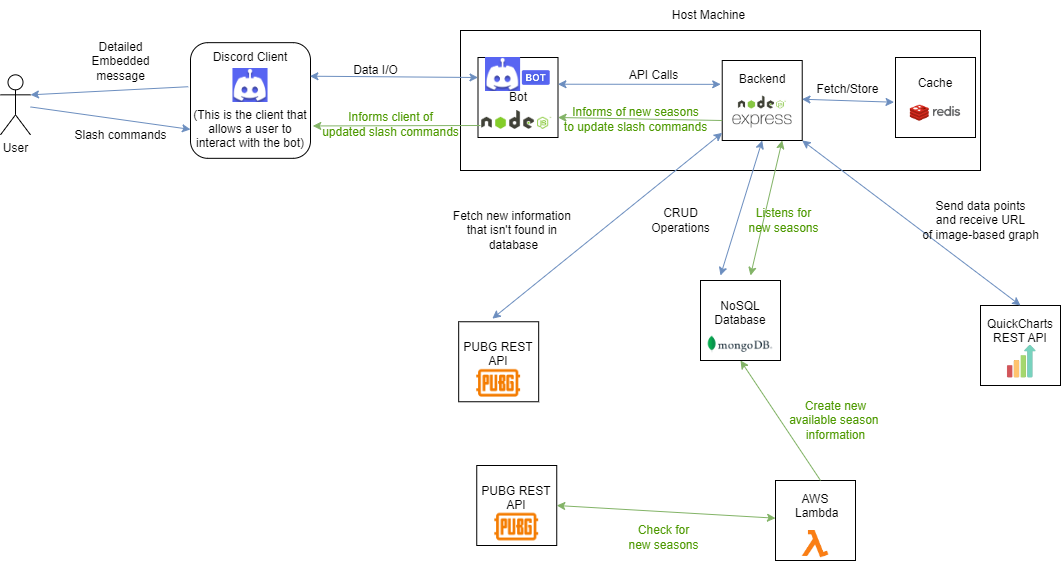 Host Machine
Detailed
Embedded
message
Slash commands
User
Discord Client
(This is the client that
allows a user to
interact with the bot)
Data I/O
Informs client of
updated slash commands
BOT
Bot
node
JS
API Calls
Informs of new seasons
to update slash commands
Backend
node
JS
express
Fetch/Store
Cache
redis
Fetch new information
that isn't found in
database
CRUD
Operations
Listens for
new seasons
Send data points
and receive URL
of image-based graph
PUBG REST
API
PUBG
NoSQL
Database
mongoDB.
QuickCharts
REST API
Create new
available season
information
PUBG REST
API
PUBG
Check for
new seasons
AWS
Lambda